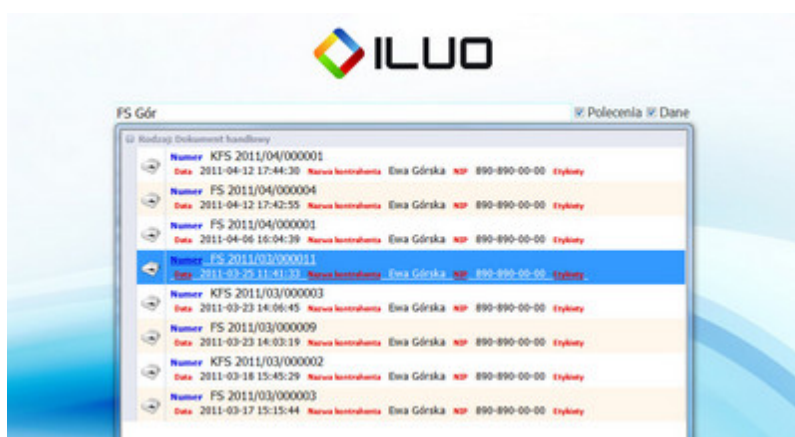 ILUO
FS Gór
Polecenia Dane
Rodzaj: Dokument handlowy
Numer KFS 2011/04/000001
Data 2011-04-12 17:44:30 Nazwa kontrahenta Ewa Górska NIP 890-890-00-00 Etykiety
Numer FS 2011/04/000004
Data 2011-04-12 17:42:55 Nazwa kontrahenta Ewa Górska NIP 890-890-00-00 Etykiety
Numer FS 2011/04/000001
Data 2011-04-06 16:04:39 Nazwa kontrahenta Ewa Górska NIP 890-890-00-00 Etykiety
Numer FS 2011/03/000011
Data 2011-03-25 11:41:33 Nazwa kontrahenta Ewa Górska NIP 890-890-00-00 Etykiety
Numer KFS 2011/03/000003
Data 2011-03-23 14:06:45 Nazwa kontrahenta Ewa Górska NIP 890-890-00-00 Etykiety
Numer FS 2011/03/000009
Data 2011-03-23 14:03:19 Nazwa kontrahenta Ewa Górska NIP 890-890-00-00 Etykiety
Numer KFS 2011/03/000002
Data 2011-03-18 15:45:29 Nazwa kontrahenta Ewa Górska NIP 890-890-00-00 Etykiety
Numer FS 2011/03/000003
Data 2011-03-17 15:15:44 Nazwa kontrahenta Ewa Górska NIP 890-890-00-00 Etykiety